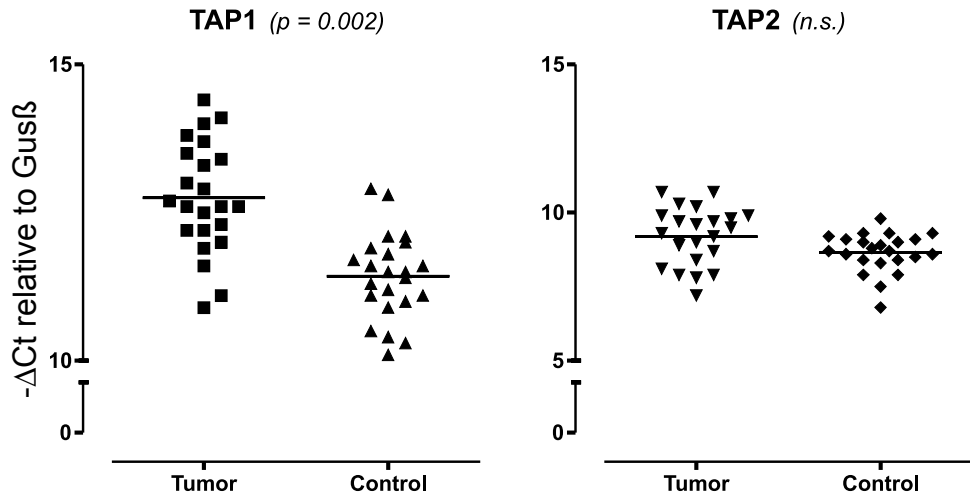 TAP1 (p = 0.002)
-ΔCt relative to Gusß
15
10
0
Tumor Control
TAP2 (n.s.)
15
10
5
0
Tumor Control